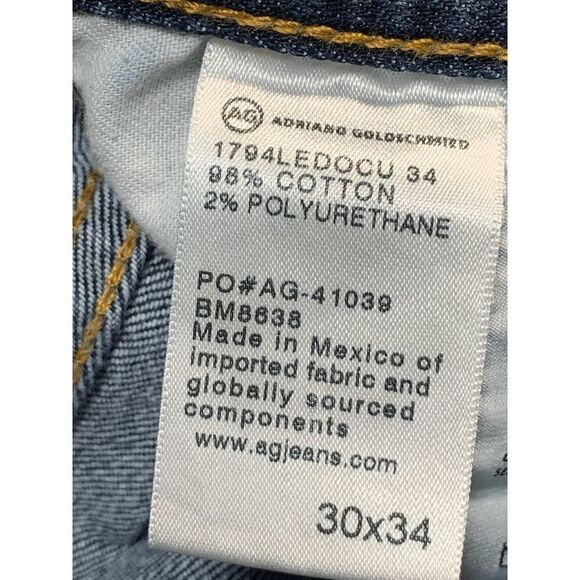 AG ADRIANO GOLDSCHMIED
1794LEDOCU 34
98% COTTON
2% POLYURETHANE
PO#AG-41039
BM8638
Made in Mexico of
imported fabric and
globally sourced
components
www.agjeans.com
30x34